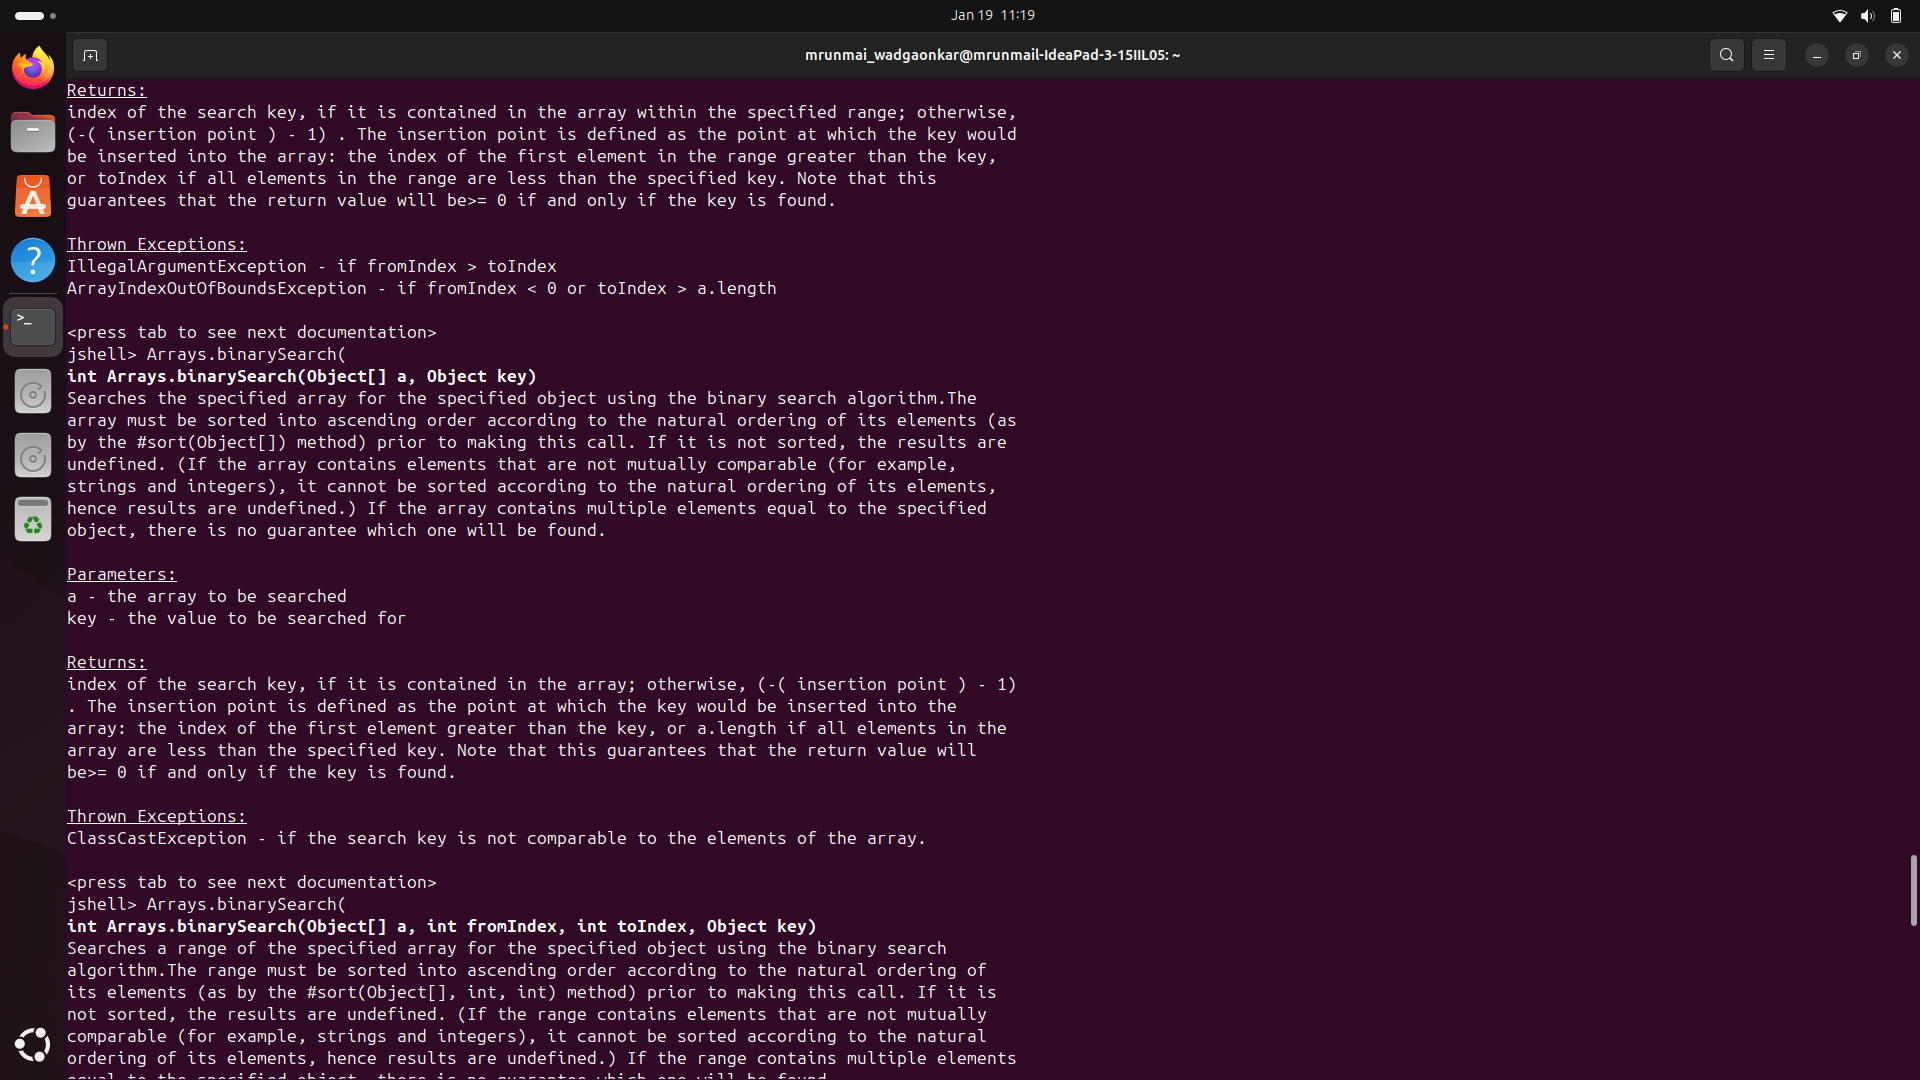 Jan 19 11:19
mrunmai_wadgaonkar@mrunmail-IdeaPad-3-15IIL05: ~
Returns:
index of the search key, if it is contained in the array within the specified range; otherwise,
(-( insertion point ) - 1) . The insertion point is defined as the point at which the key would
be inserted into the array: the index of the first element in the range greater than the key,
or toIndex if all elements in the range are less than the specified key. Note that this
guarantees that the return value will be>= 0 if and only if the key is found.
Thrown Exceptions:
IllegalArgumentException - if fromIndex > toIndex
ArrayIndexOutOfBoundsException - if fromIndex < 0 or toIndex > a.length
<press tab to see next documentation>
jshell> Arrays.binarySearch(
int Arrays.binarySearch(Object[] a, Object key)
Searches the specified array for the specified object using the binary search algorithm.The
array must be sorted into ascending order according to the natural ordering of its elements (as
by the #sort(Object[]) method) prior to making this call. If it is not sorted, the results are
undefined. (If the array contains elements that are not mutually comparable (for example,
strings and integers), it cannot be sorted according to the natural ordering of its elements,
hence results are undefined.) If the array contains multiple elements equal to the specified
object, there is no guarantee which one will be found.
Parameters:
a - the array to be searched
key - the value to be searched for
Returns:
index of the search key, if it is contained in the array; otherwise, (-( insertion point ) - 1)
. The insertion point is defined as the point at which the key would be inserted into the
array: the index of the first element greater than the key, or a.length if all elements in the
array are less than the specified key. Note that this guarantees that the return value will
be>= 0 if and only if the key is found.
Thrown Exceptions:
ClassCastException - if the search key is not comparable to the elements of the array.
<press tab to see next documentation>
jshell> Arrays.binarySearch(
int Arrays.binarySearch(Object[] a, int fromIndex, int toIndex, Object key)
Searches a range of the specified array for the specified object using the binary search
algorithm.The range must be sorted into ascending order according to the natural ordering of
its elements (as by the #sort(Object[], int, int) method) prior to making this call. If it is
not sorted, the results are undefined. (If the range contains elements that are not mutually
comparable (for example, strings and integers), it cannot be sorted according to the natural
ordering of its elements, hence results are undefined.) If the range contains multiple elements
equal to the specified object, there is no guarantee which one will be found.